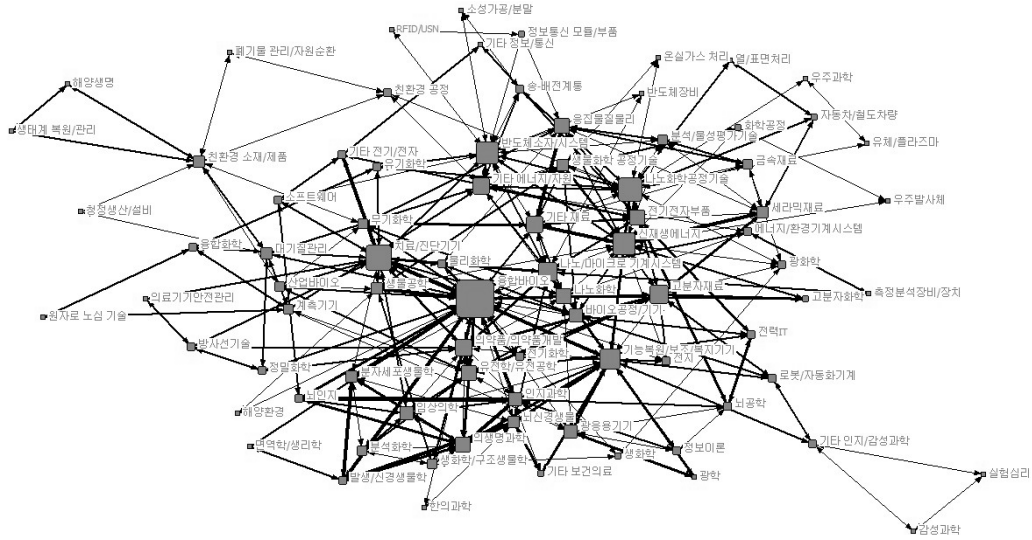 소성가공/분말
RFID/USN
정보통신 모듈/부품
기타 정보/통신
폐기물 관리/자원순환
온실가스 처리
열/표면처리
해양생명
우주과학
친환경 공정
송·배전계통
반도체장비
자동차/철도차량
생태계 복원/관리
응집물질물리
화학공정
분석/물성평가기술
유체/플라즈마
반도체소자/시스템
기타 전기/전자
친환경 소재/제품
유기화학
생물화학 공정기술
금속재료
기타 에너지/자원
나노화학공정기술
소프트웨어
우주발사체
청정생산/설비
무기화학
기타 재료
전기전자부품
세라믹재료
에너지/환경기계시스템
융합화학
대기질관리
치료/진단기기
신재생에너지
물리화학
나노/마이크로 기계시스템
광화학
산업바이오
생물공학
융합바이오
나노화학
고분자재료
측정분석장비/장치
의료기기안전관리
계측기기
고분자화학
원자로 노심 기술
바이오공정/기기
전력IT
방사선기술
의약품/의약품개발
전기화학
기능복원/보조/복지기기
전지
정밀화학
분자세포생물학
유전학/유전공학
로봇/자동화기계
뇌인지
인지과학
뇌공학
해양환경
임상의학
뇌신경생물
광응용기기
면역학/생리학
분석화학
의생명과학
정보이론
기타 인지/감성과학
생화학/구조생물학
생화학
발생/신경생물학
기타 보건의료
광학
실험심리
한의과학
감성과학